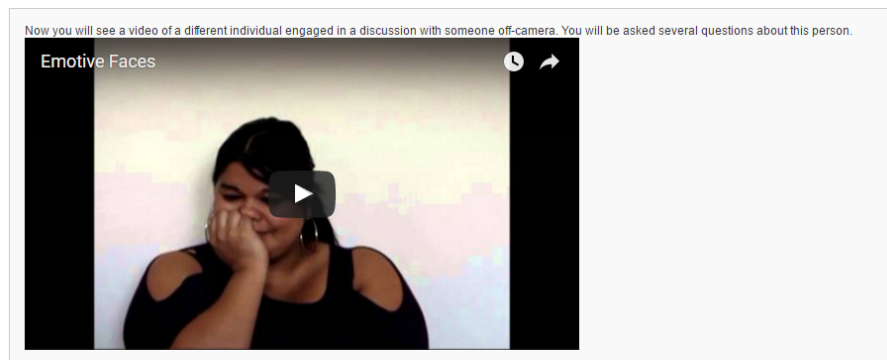 Now you will see a video of a different individual engaged in a discussion with someone off-camera. You will be asked several questions about this person.
Emotive Faces